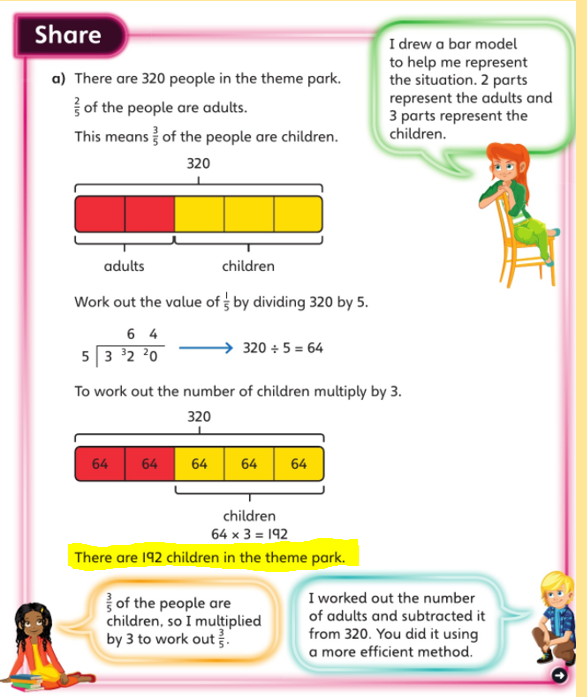 Share
I drew a bar model
to help me represent
the situation. 2 parts
represent the adults and
3 parts represent the
children.
a) There are 320 people in the theme park.
2/5 of the people are adults.
This means 3/5 of the people are children.
320
adults children
Work out the value of 1/5 by dividing 320 by 5.
6 4
5 3 ³2 ²0 320 ÷ 5 = 64
To work out the number of children multiply by 3.
320
64 64 64 64 64
children
64 × 3 = 192
There are 192 children in the theme park.
3/5 of the people are
children, so I multiplied
by 3 to work out 3/5.
I worked out the number
of adults and subtracted it
from 320. You did it using
a more efficient method.